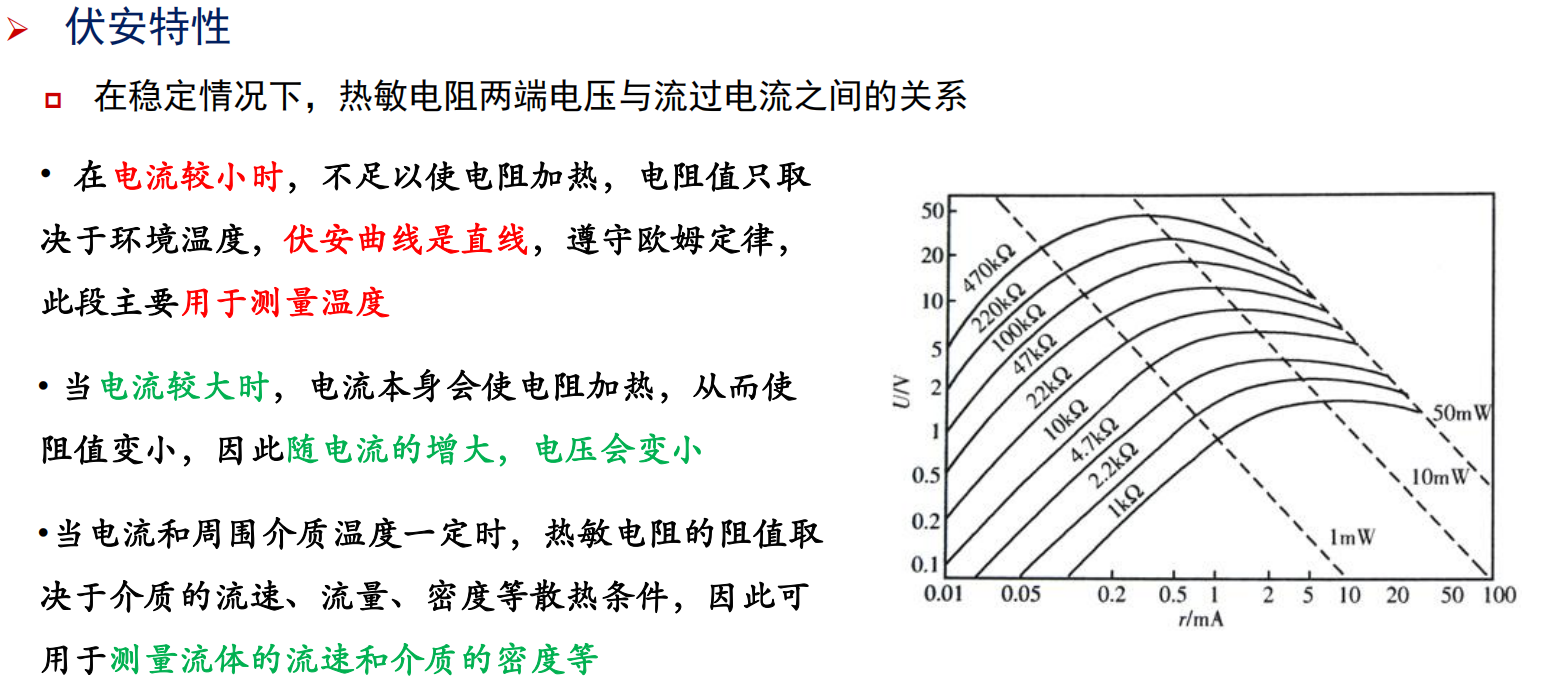 伏安特性
在稳定情况下，热敏电阻两端电压与流过电流之间的关系
• 在电流较小时，不足以使电阻加热，电阻值只取
决于环境温度，伏安曲线是直线，遵守欧姆定律，
此段主要用于测量温度
• 当电流较大时，电流本身会使电阻加热，从而使
阻值变小，因此随电流的增大，电压会变小
•当电流和周围介质温度一定时，热敏电阻的阻值取
决于介质的流速、流量、密度等散热条件，因此可
用于测量流体的流速和介质的密度等
U/V
50
20
10
5
2
1
0.5
0.2
0.1
470kΩ
220kΩ
100kΩ
47kΩ
22kΩ
10kΩ
4.7kΩ
2.2kΩ
1kΩ
50mW
10mW
1mW
0.01 0.05 0.2 0.5 1 2 5 10 20 50 100
r/mA